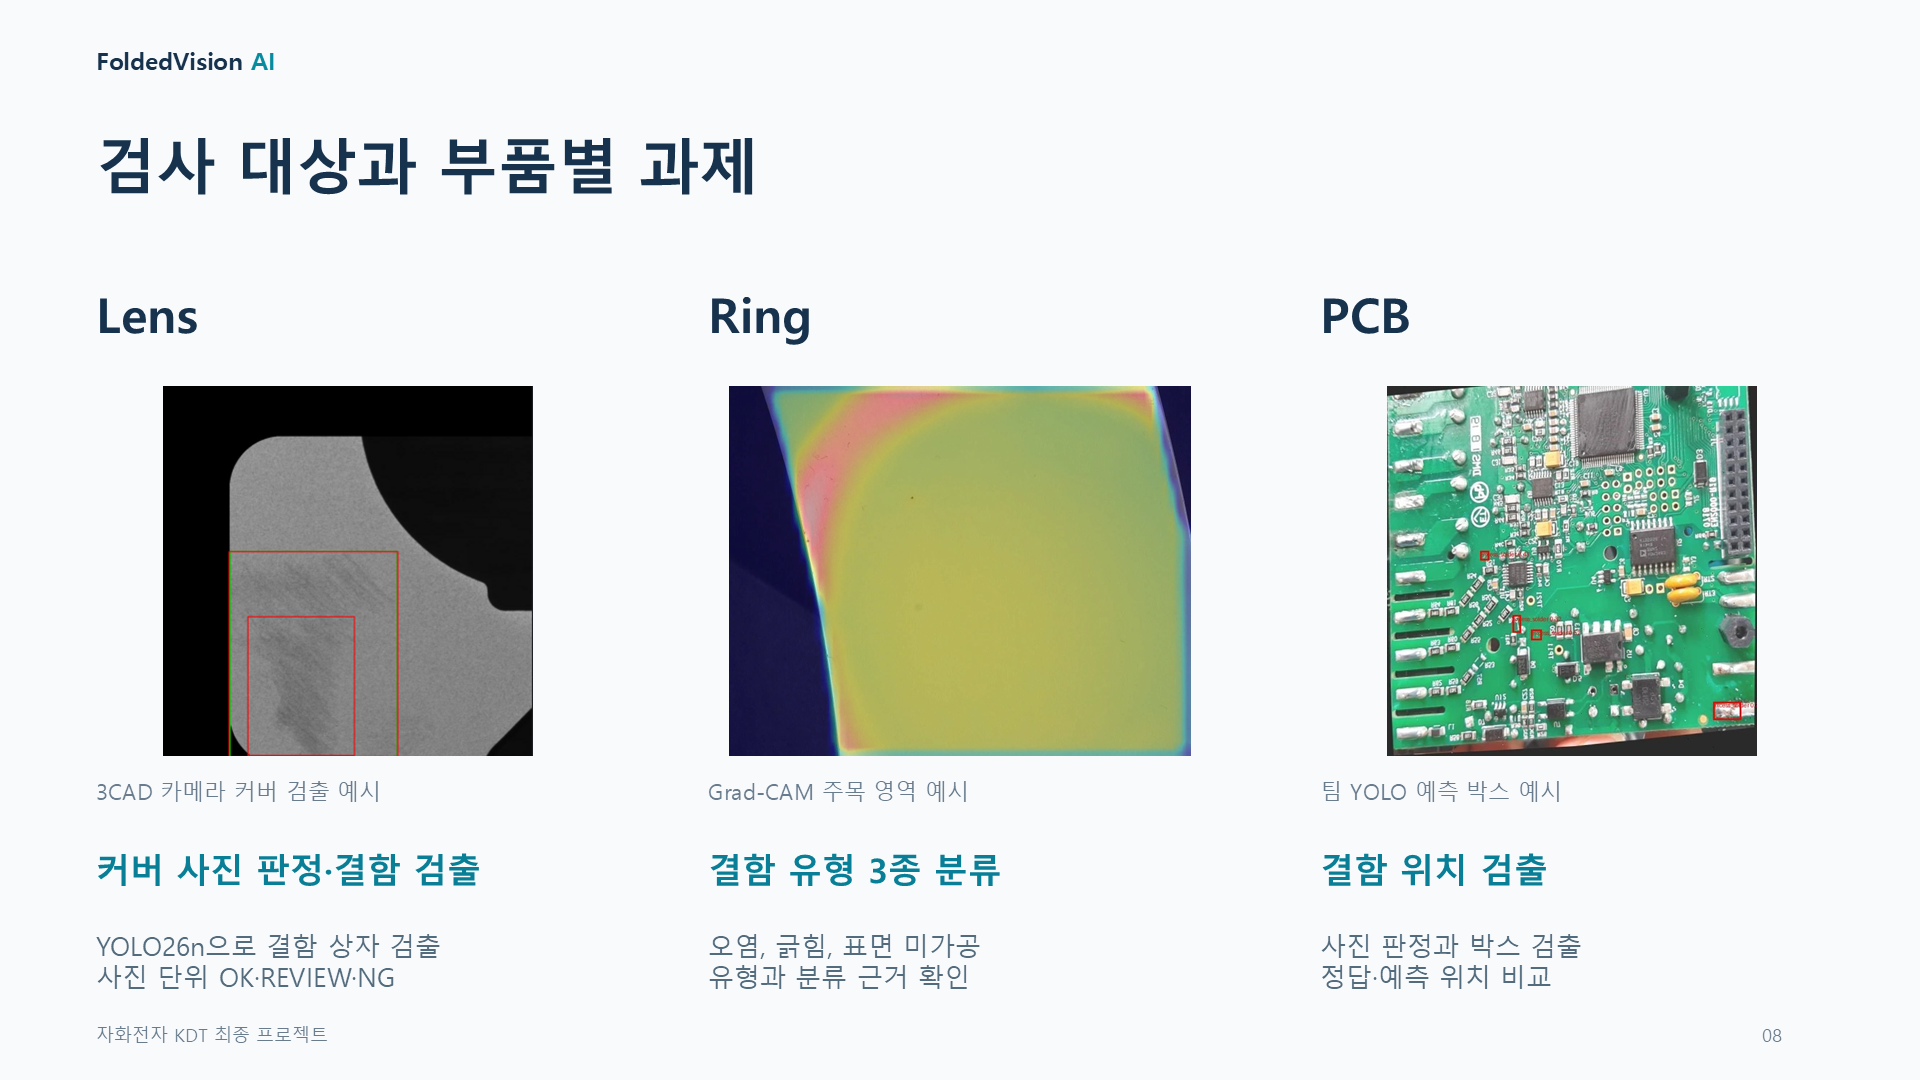 FoldedVision AI
검사 대상과 부품별 과제
Lens
Ring
PCB
3CAD 카메라 커버 검출 예시
Grad-CAM 주목 영역 예시
팀 YOLO 예측 박스 예시
커버 사진 판정·결함 검출
결함 유형 3종 분류
결함 위치 검출
YOLO26n으로 결함 상자 검출
사진 단위 OK·REVIEW·NG
오염, 긁힘, 표면 미가공
유형과 분류 근거 확인
사진 판정과 박스 검출
정답·예측 위치 비교
자화전자 KDT 최종 프로젝트
08